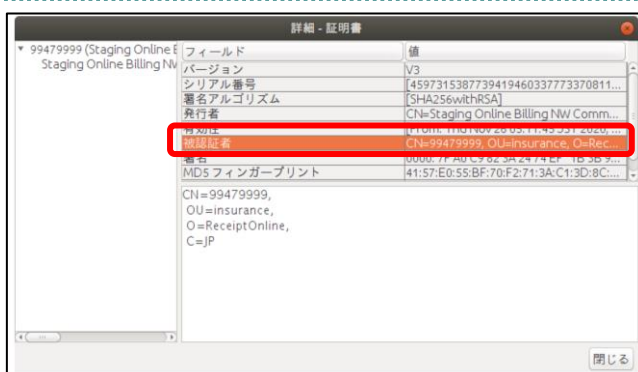 詳細 - 証明書
99479999 (Staging Online E
Staging Online Billing NW
フィールド 値
バージョン V3
シリアル番号 [459731538773941946033777337081​1...
署名アルゴリズム [SHA256withRSA]
発行者 CN=Staging Online Billing NW Comm...
有効性
被認証者 CN=99479999, OU=insurance, O=Rec...
署名
MD5 フィンガープリント 41:57:E0:55:BF:70:F2:71:3A:C1:3D:8C:...
CN=99479999,
OU=insurance,
O=ReceiptOnline,
C=JP
閉じる